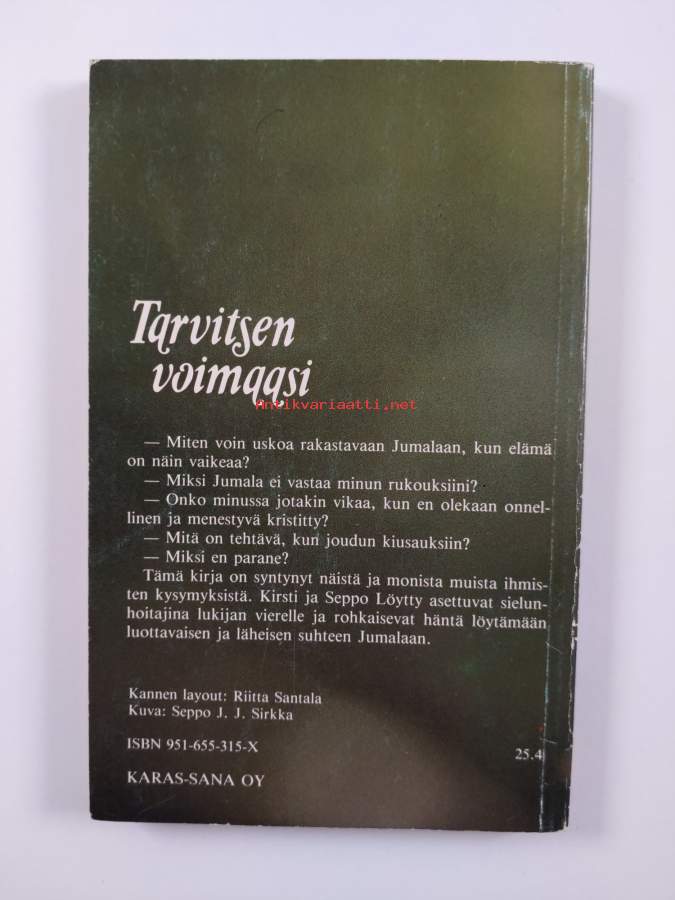 Tarvitsen
voimaasi
Antikvariaatti.net
— Miten voin uskoa rakastavaan Jumalaan, kun elämä
on näin vaikeaa?
— Miksi Jumala ei vastaa minun rukouksiini?
— Onko minussa jotakin vikaa, kun en olekaan onnel-
linen ja menestyvä kristitty?
— Mitä on tehtävä, kun joudun kiusauksiin?
— Miksi en parane?
Tämä kirja on syntynyt näistä ja monista muista ihmis-
ten kysymyksistä. Kirsti ja Seppo Löytty asettuvat sielun-
hoitajina lukijan vierelle ja rohkaisevat häntä löytämään
luottavaisen ja läheisen suhteen Jumalaan.
Kannen layout: Riitta Santala
Kuva: Seppo J. J. Sirkka
ISBN 951-655-315-X
25.4
KARAS-SANA OY